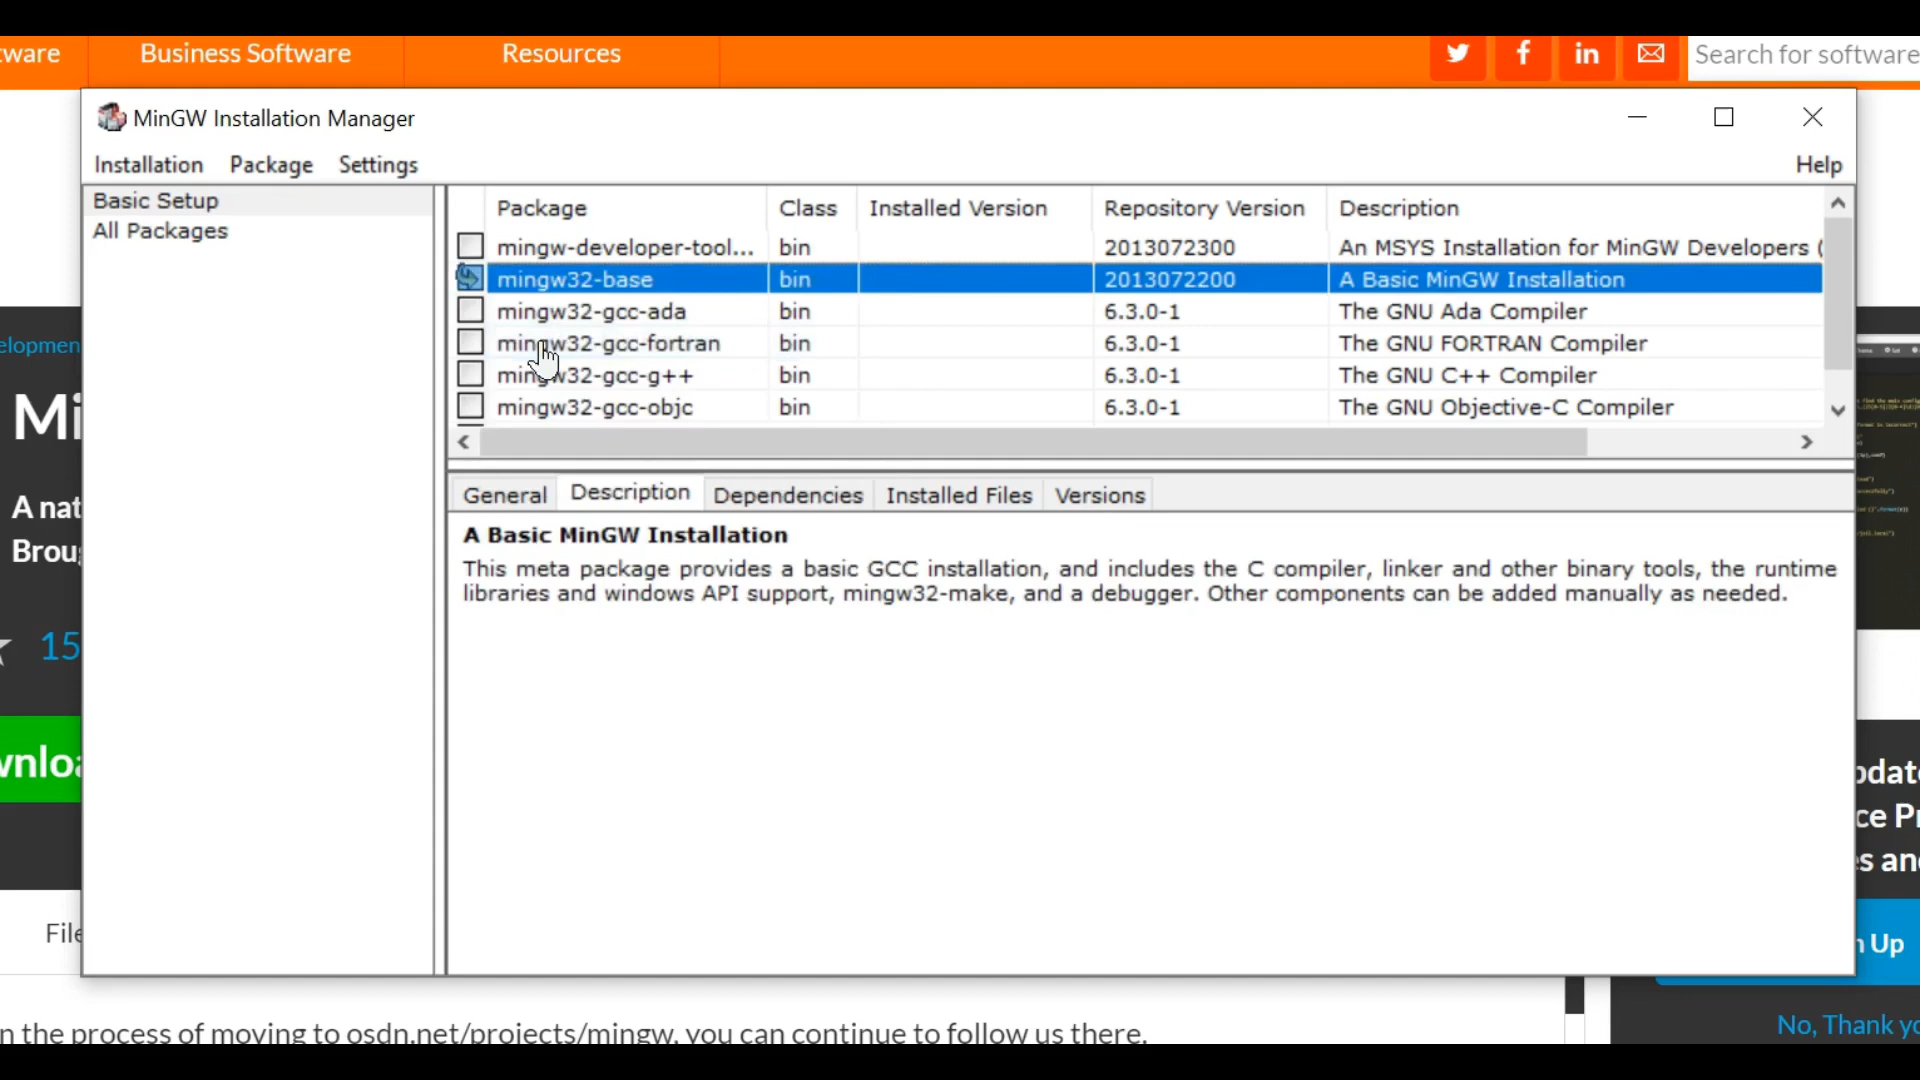 Business Software
Resources
Search for software
MinGW Installation Manager
Installation Package Settings
Help
Basic Setup
All Packages
Package Class Installed Version Repository Version Description
mingw-developer-tool... bin 2013072300 An MSYS Installation for MinGW Developers (
mingw32-base bin 2013072200 A Basic MinGW Installation
mingw32-gcc-ada bin 6.3.0-1 The GNU Ada Compiler
mingw32-gcc-fortran bin 6.3.0-1 The GNU FORTRAN Compiler
mingw32-gcc-g++ bin 6.3.0-1 The GNU C++ Compiler
mingw32-gcc-objc bin 6.3.0-1 The GNU Objective-C Compiler
General Description Dependencies Installed Files Versions
A Basic MinGW Installation
This meta package provides a basic GCC installation, and includes the C compiler, linker and other binary tools, the runtime
libraries and windows API support, mingw32-make, and a debugger. Other components can be added manually as needed.
elopmen
Mi
A nat
Brou
15
wnloa
File
pdate
ce Pr
s and
n Up
No, Thank yo
n the process of moving to osdn.net/projects/mingw, you can continue to follow us there.